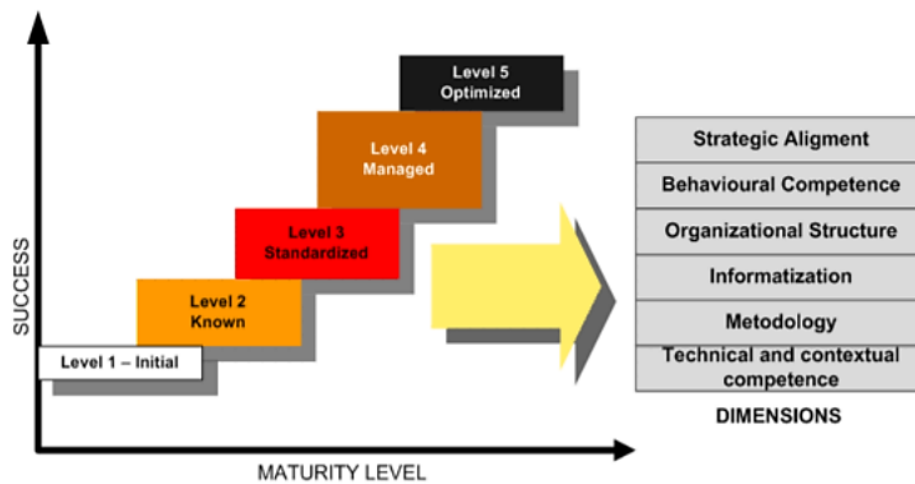 SUCCESS
Level 5
Optimized
Level 4
Managed
Level 3
Standardized
Level 2
Known
Level 1 – Initial
MATURITY LEVEL
Strategic Aligment
Behavioural Competence
Organizational Structure
Informatization
Metodology
Technical and contextual
competence
DIMENSIONS